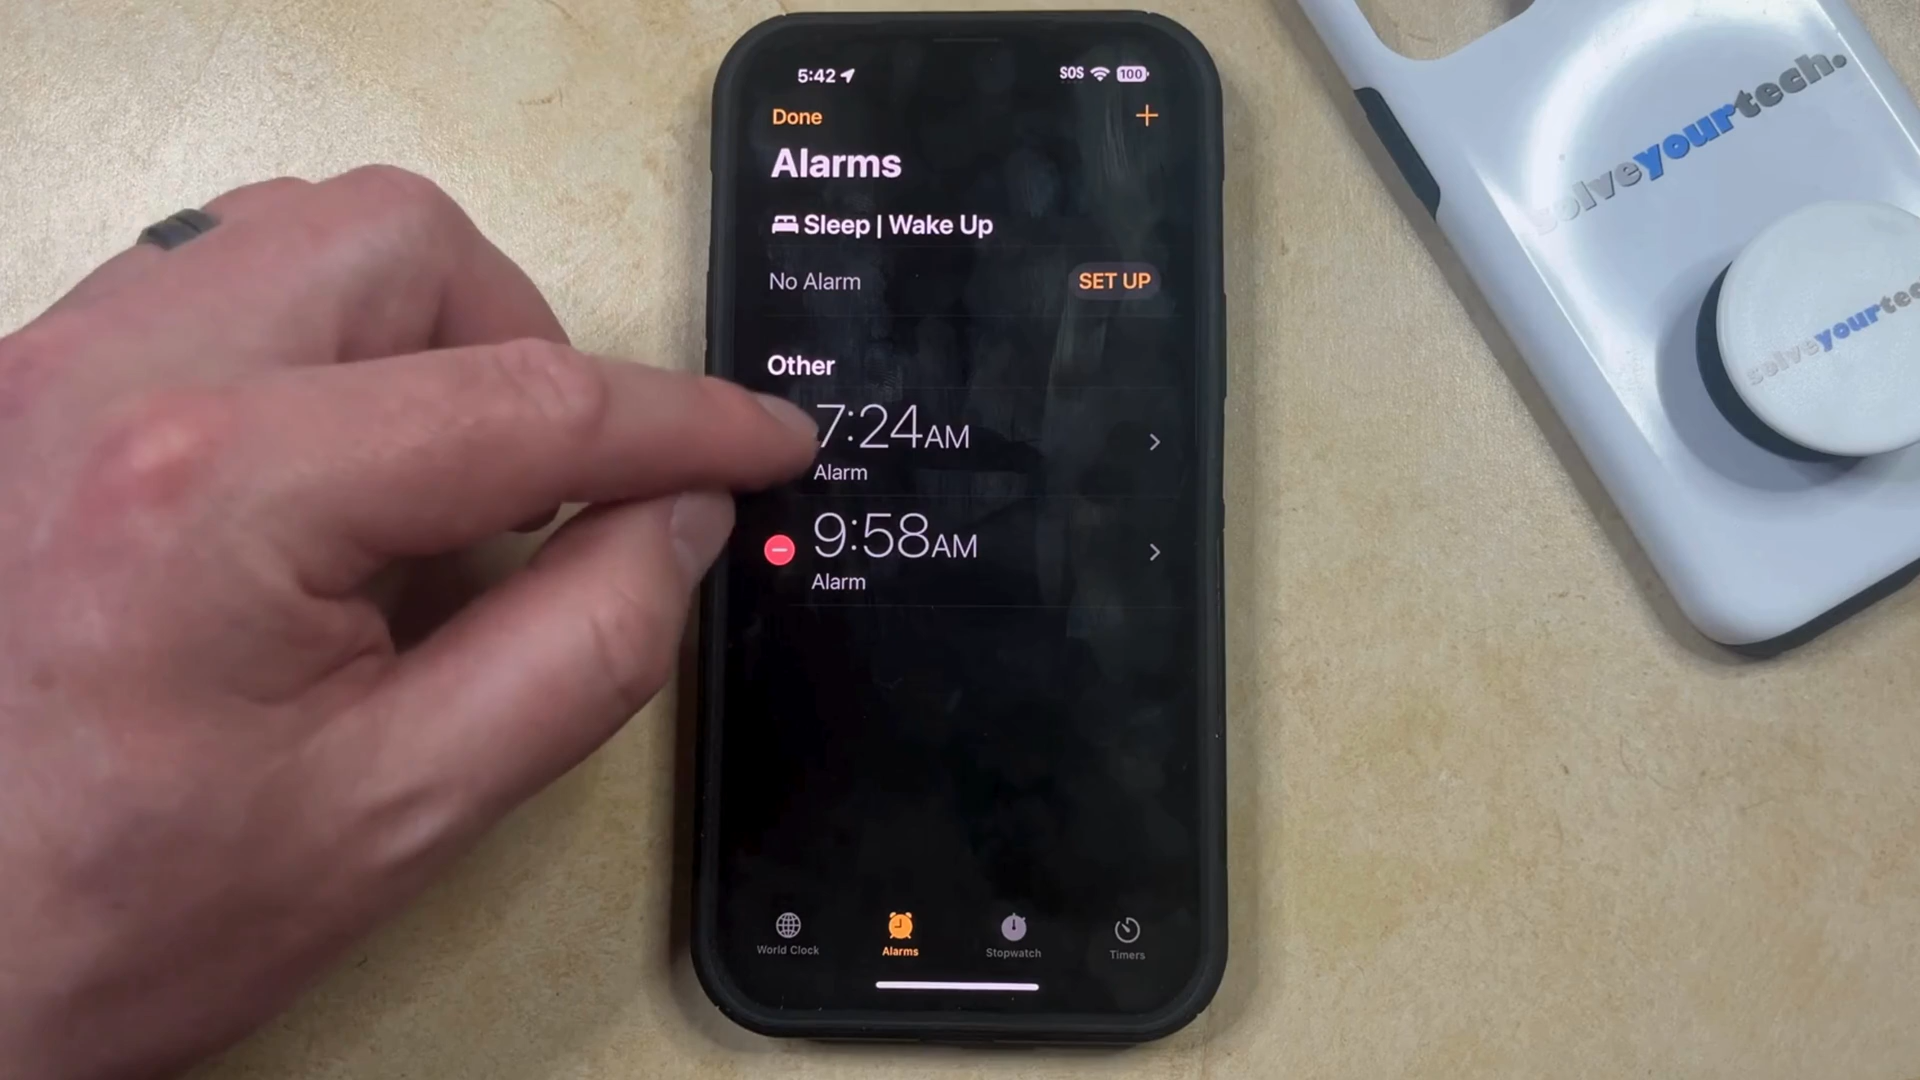 5:42
SOS 100
Done +
Alarms
Sleep | Wake Up
No Alarm SET UP
Other
7:24AM
Alarm
9:58AM
Alarm
World Clock Alarms Stopwatch Timers
solveyourtech.
solveyourtec